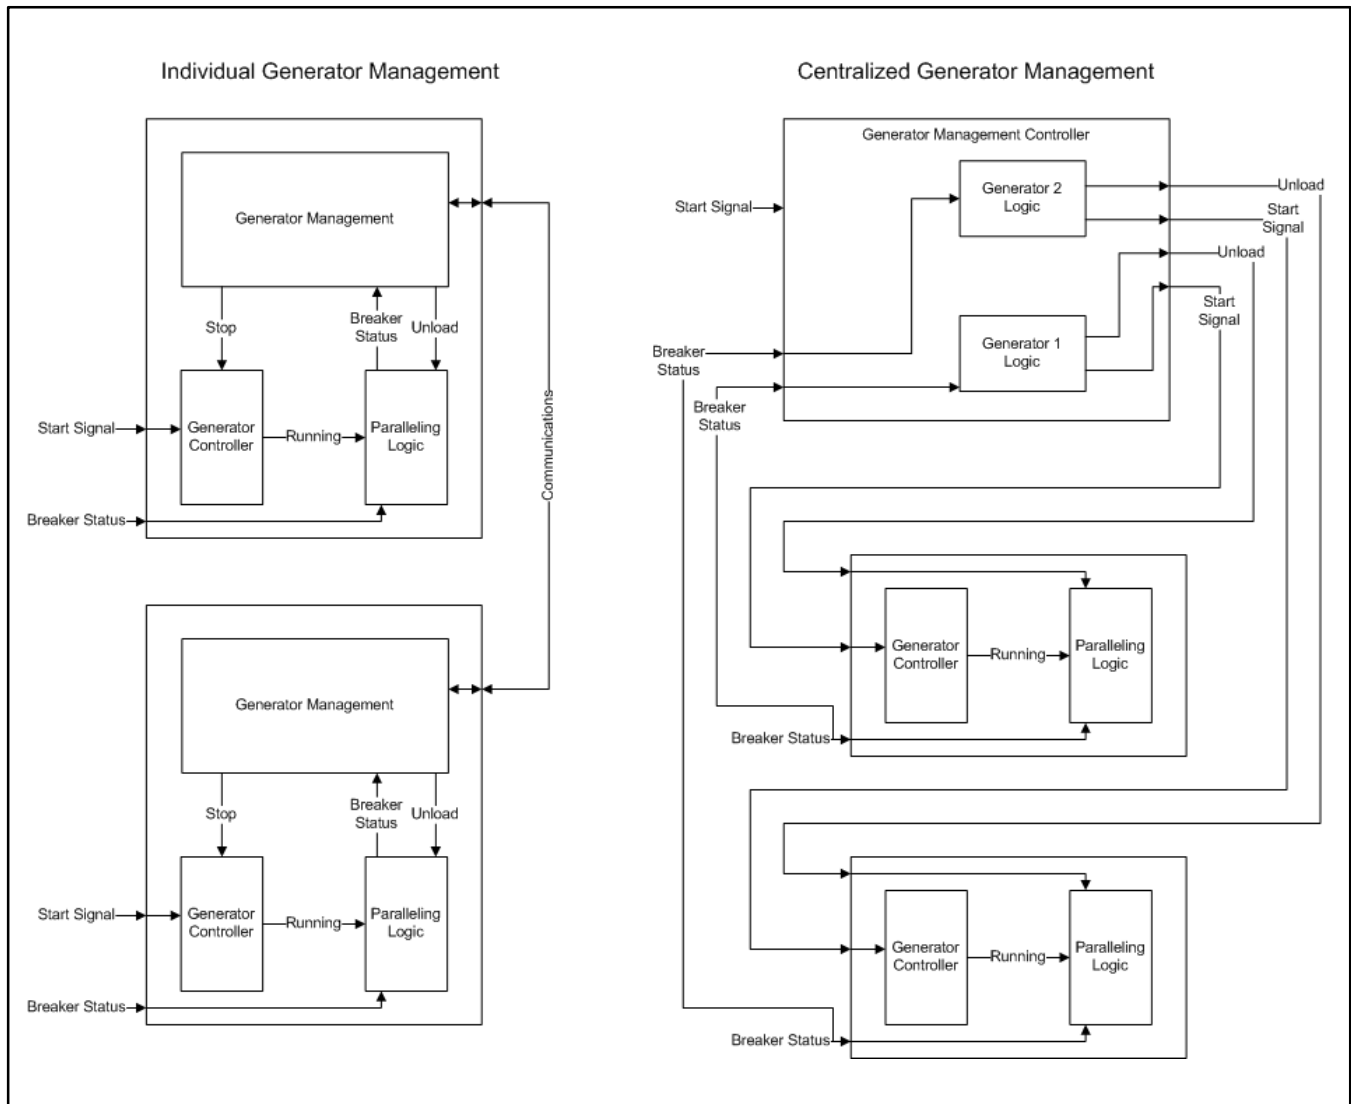 Individual Generator Management
Generator Management
Stop
Breaker
Status
Unload
Start Signal
Generator
Controller
Running
Paralleling
Logic
Breaker Status
Communications
Generator Management
Stop
Breaker
Status
Unload
Start Signal
Generator
Controller
Running
Paralleling
Logic
Breaker Status
Centralized Generator Management
Generator Management Controller
Start Signal
Generator 2
Logic
Unload
Start
Signal
Unload
Start
Signal
Generator 1
Logic
Breaker
Status
Breaker
Status
Generator
Controller
Running
Paralleling
Logic
Breaker Status
Generator
Controller
Running
Paralleling
Logic
Breaker Status